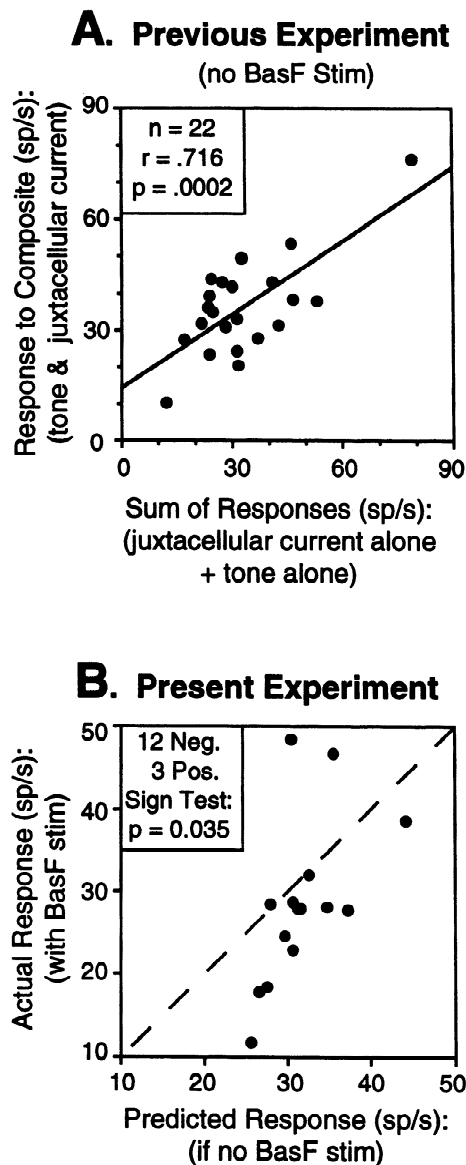 A. Previous Experiment
(no BasF Stim)
Response to Composite (sp/s):
(tone & juxtacellular current)
90
60
30
0
n = 22
r = .716
p = .0002
0 30 60 90
Sum of Responses (sp/s):
(juxtacellular current alone
+ tone alone)
B. Present Experiment
Actual Response (sp/s):
(with BasF stim)
50
40
30
20
10
12 Neg.
3 Pos.
Sign Test:
p = 0.035
10 20 30 40 50
Predicted Response (sp/s):
(if no BasF stim)